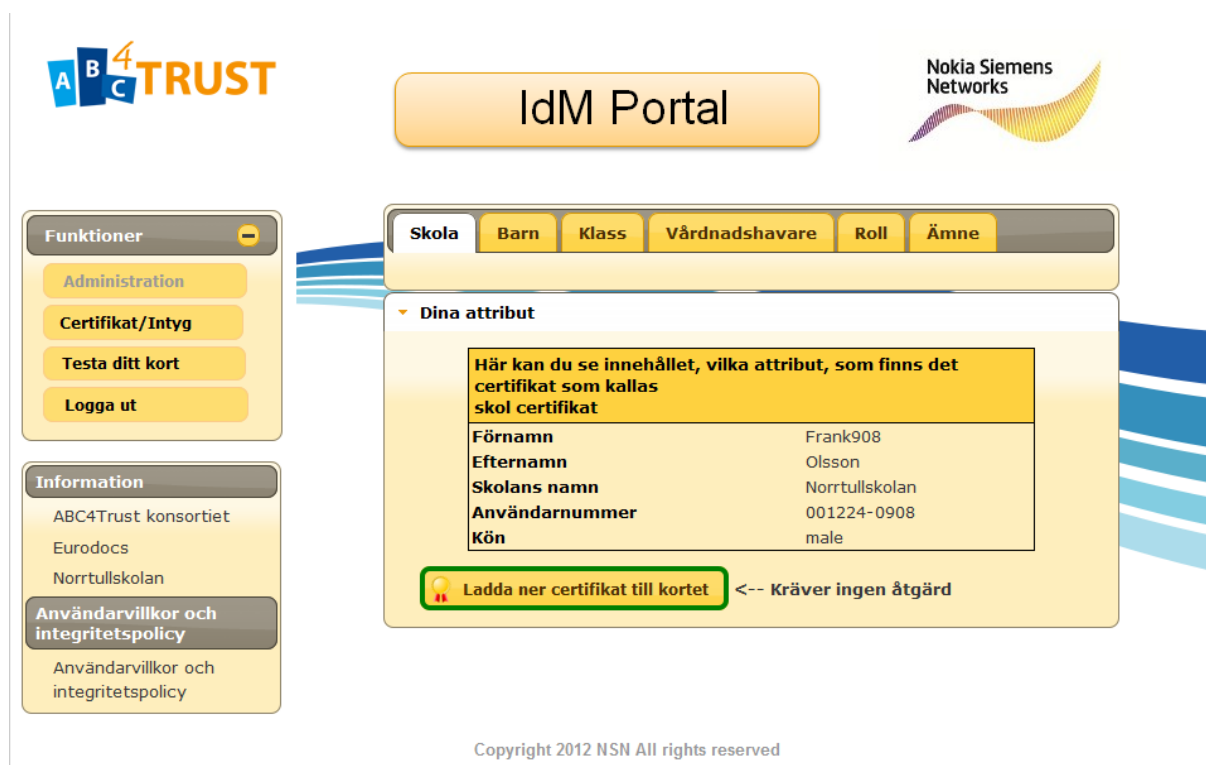 ABC4TRUST
IdM Portal
Nokia Siemens
Networks
Funktioner
Administration
Certifikat/Intyg
Testa ditt kort
Logga ut
Information
ABC4Trust konsortiet
Eurodocs
Norrtullskolan
Användarvillkor och
integritetspolicy
Användarvillkor och
integritetspolicy
Skola Barn Klass Vårdnadshavare Roll Ämne
Dina attribut
Här kan du se innehållet, vilka attribut, som finns det
certifikat som kallas
skol certifikat
Förnamn Frank908
Efternamn Olsson
Skolans namn Norrtullskolan
Användarnummer 001224-0908
Kön male
Ladda ner certifikat till kortet <-- Kräver ingen åtgärd
Copyright 2012 NSN All rights reserved